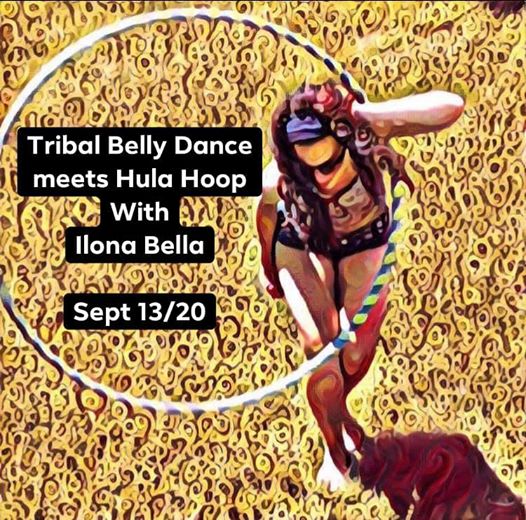 Tribal Belly Dance
meets Hula Hoop
With
Ilona Bella
Sept 13/20